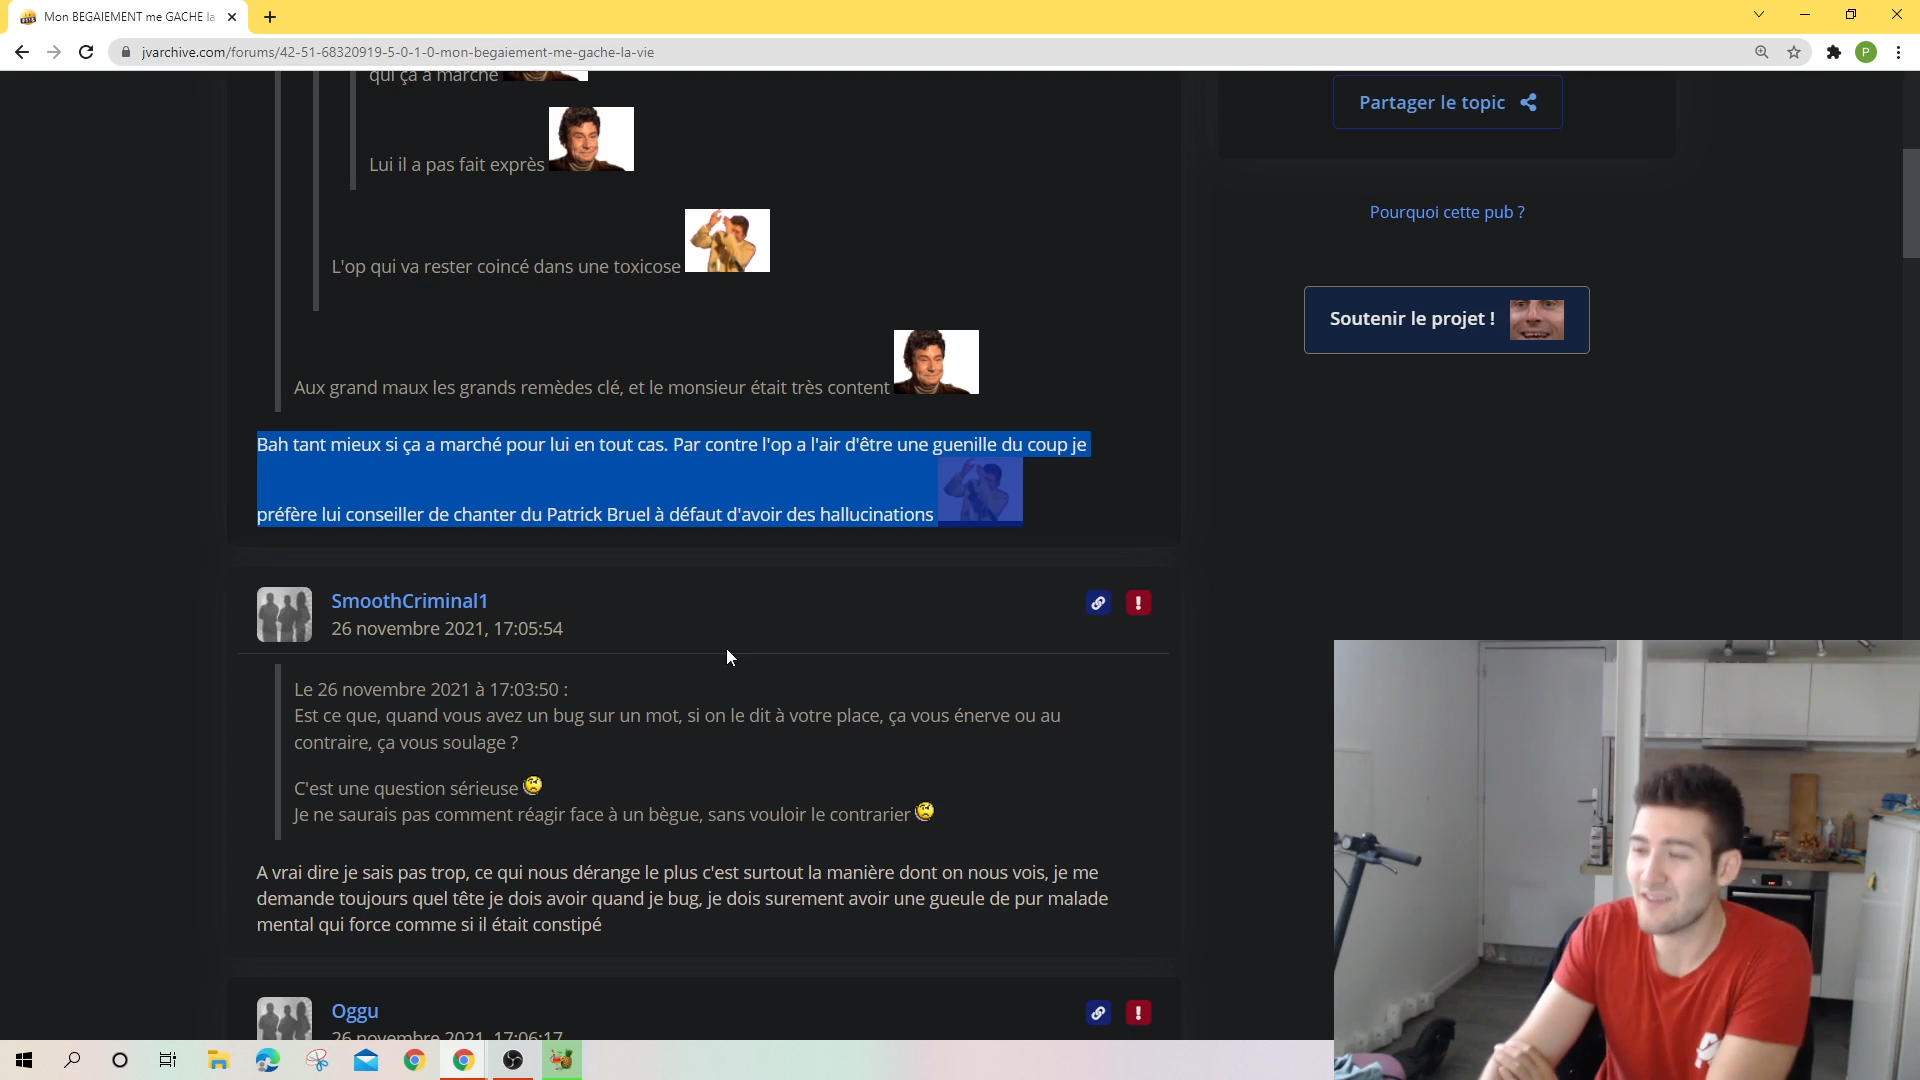 Mon BEGAIEMENT me GACHE la
jvarchive.com/forums/42-51-68320919-5-0-1-0-mon-begaiement-me-gache-la-vie
P
qui ça a marché
Lui il a pas fait exprès
L'op qui va rester coincé dans une toxicose
Aux grand maux les grands remèdes clé, et le monsieur était très content
Bah tant mieux si ça a marché pour lui en tout cas. Par contre l'op a l'air d'être une guenille du coup je
préfère lui conseiller de chanter du Patrick Bruel à défaut d'avoir des hallucinations
SmoothCriminal1
26 novembre 2021, 17:05:54
Le 26 novembre 2021 à 17:03:50 :
Est ce que, quand vous avez un bug sur un mot, si on le dit à votre place, ça vous énerve ou au
contraire, ça vous soulage ?
C'est une question sérieuse
Je ne saurais pas comment réagir face à un bègue, sans vouloir le contrarier
A vrai dire je sais pas trop, ce qui nous dérange le plus c'est surtout la manière dont on nous vois, je me
demande toujours quel tête je dois avoir quand je bug, je dois surement avoir une gueule de pur malade
mental qui force comme si il était constipé
Oggu
26 novembre 2021, 17:06:17
Partager le topic
Pourquoi cette pub ?
Soutenir le projet !